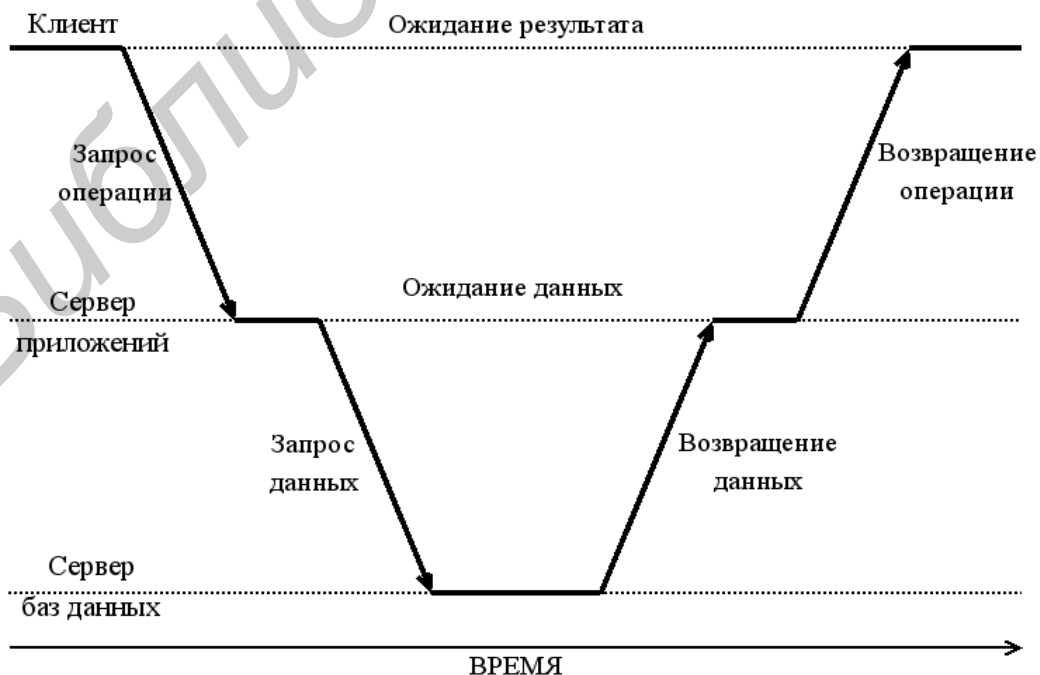 Клиент
Ожидание результата
Запрос
операции
Возвращение
операции
Сервер
приложений
Ожидание данных
Запрос
данных
Возвращение
данных
Сервер
баз данных
ВРЕМЯ